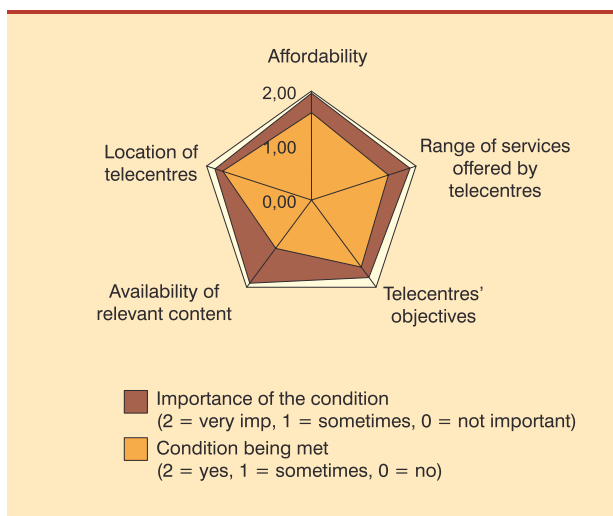 Affordability
2,00
1,00
0,00
Location of
telecentres
Range of services
offered by
telecentres
Availability of
relevant content
Telecentres’
objectives
Importance of the condition
(2 = very imp, 1 = sometimes, 0 = not important)
Condition being met
(2 = yes, 1 = sometimes, 0 = no)